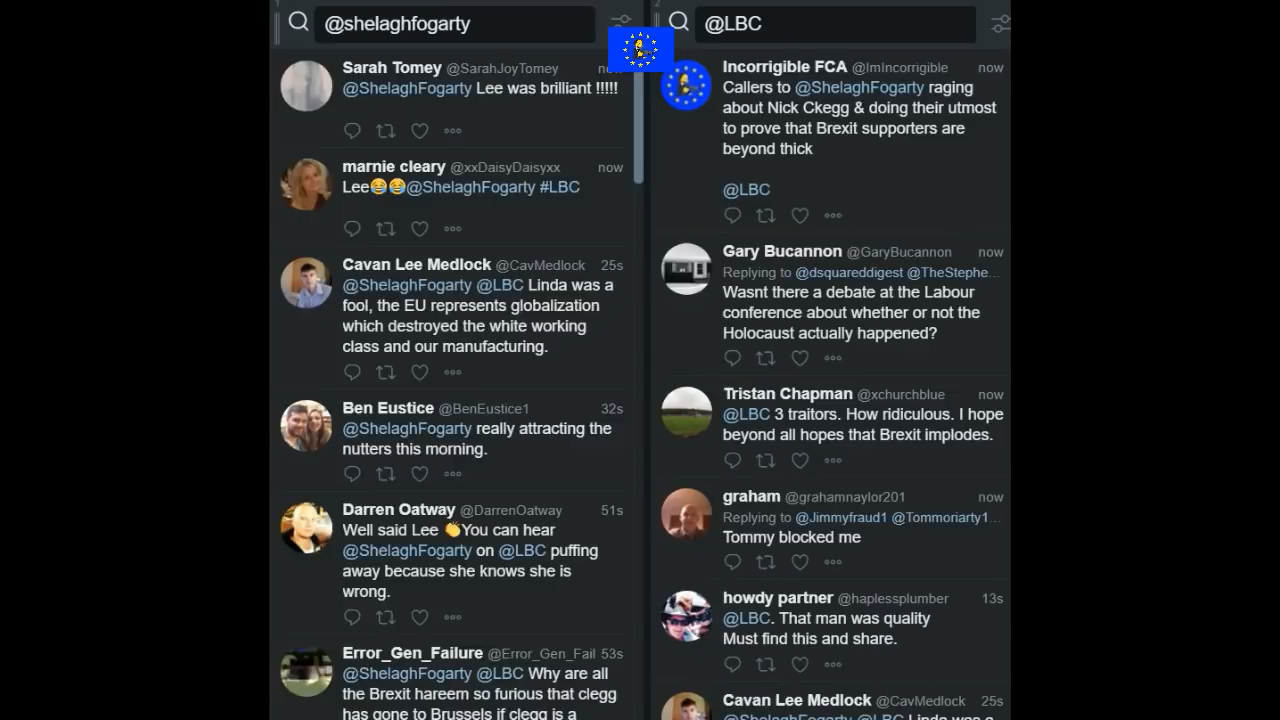 @shelaghfogarty
Sarah Tomey @SarahJoyTomey
@ShelaghFogarty Lee was brilliant !!!!!
marnie cleary @xxDaisyDaisyxx now
Lee😂😂@ShelaghFogarty #LBC
Cavan Lee Medlock @CavMedlock 25s
@ShelaghFogarty @LBC Linda was a
fool, the EU represents globalization
which destroyed the white working
class and our manufacturing.
Ben Eustice @BenEustice1 32s
@ShelaghFogarty really attracting the
nutters this morning.
Darren Oatway @DarrenOatway 51s
Well said Lee 👏You can hear
@ShelaghFogarty on @LBC puffing
away because she knows she is
wrong.
Error_Gen_Failure @Error_Gen_Fail 53s
@ShelaghFogarty @LBC Why are all
the Brexit hareem so furious that clegg
has gone to Brussels if clegg is a
@LBC
Incorrigible FCA @ImIncorrigible now
Callers to @ShelaghFogarty raging
about Nick Ckegg & doing their utmost
to prove that Brexit supporters are
beyond thick
@LBC
Gary Bucannon @GaryBucannon now
Replying to @dsquareddigest @TheStephe...
Wasnt there a debate at the Labour
conference about whether or not the
Holocaust actually happened?
Tristan Chapman @xchurchblue now
@LBC 3 traitors. How ridiculous. I hope
beyond all hopes that Brexit implodes.
graham @grahamnaylor201 now
Replying to @Jimmyfraud1 @Tommoriarty1...
Tommy blocked me
howdy partner @haplessplumber 13s
@LBC. That man was quality
Must find this and share.
Cavan Lee Medlock @CavMedlock 25s
@ShelaghFogarty @LBC Linda was a